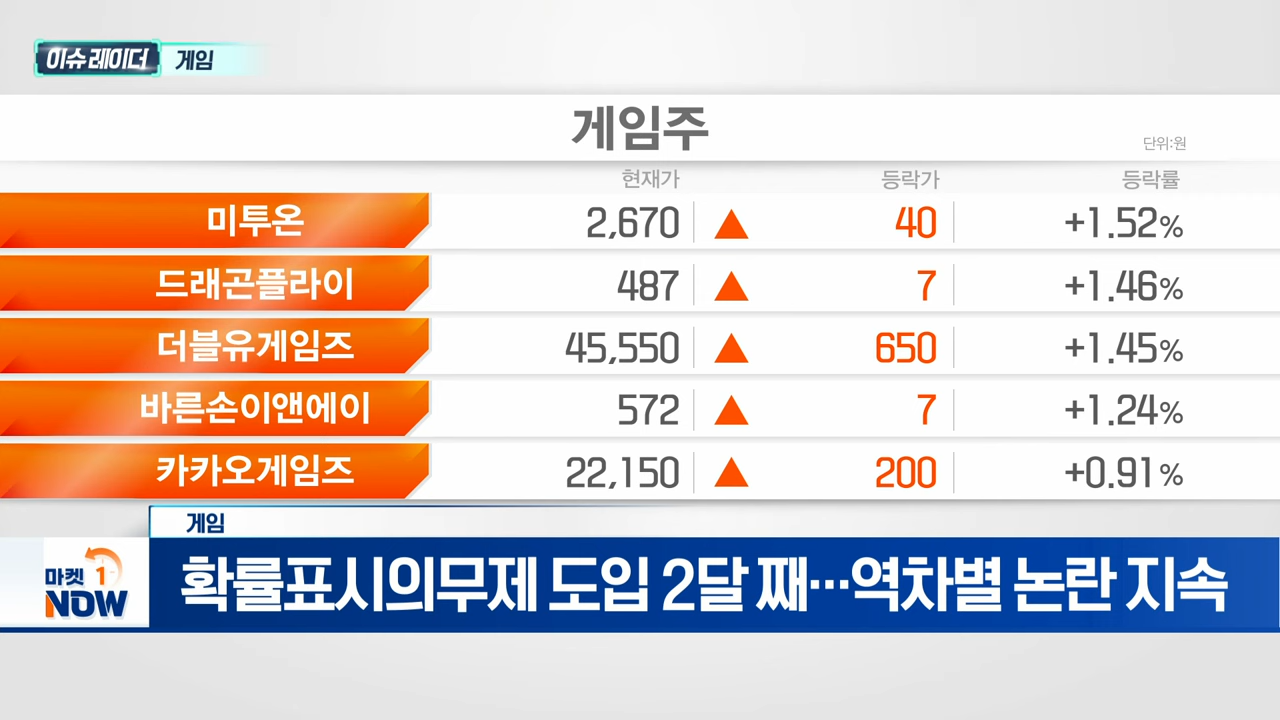 이슈레이더 게임
게임주
단위:원
현재가 등락가 등락률
미투온 2,670 ▲ 40 +1.52%
드래곤플라이 487 ▲ 7 +1.46%
더블유게임즈 45,550 ▲ 650 +1.45%
바른손이앤에이 572 ▲ 7 +1.24%
카카오게임즈 22,150 ▲ 200 +0.91%
게임
마켓 1
NOW
확률표시의무제 도입 2달 째…역차별 논란 지속